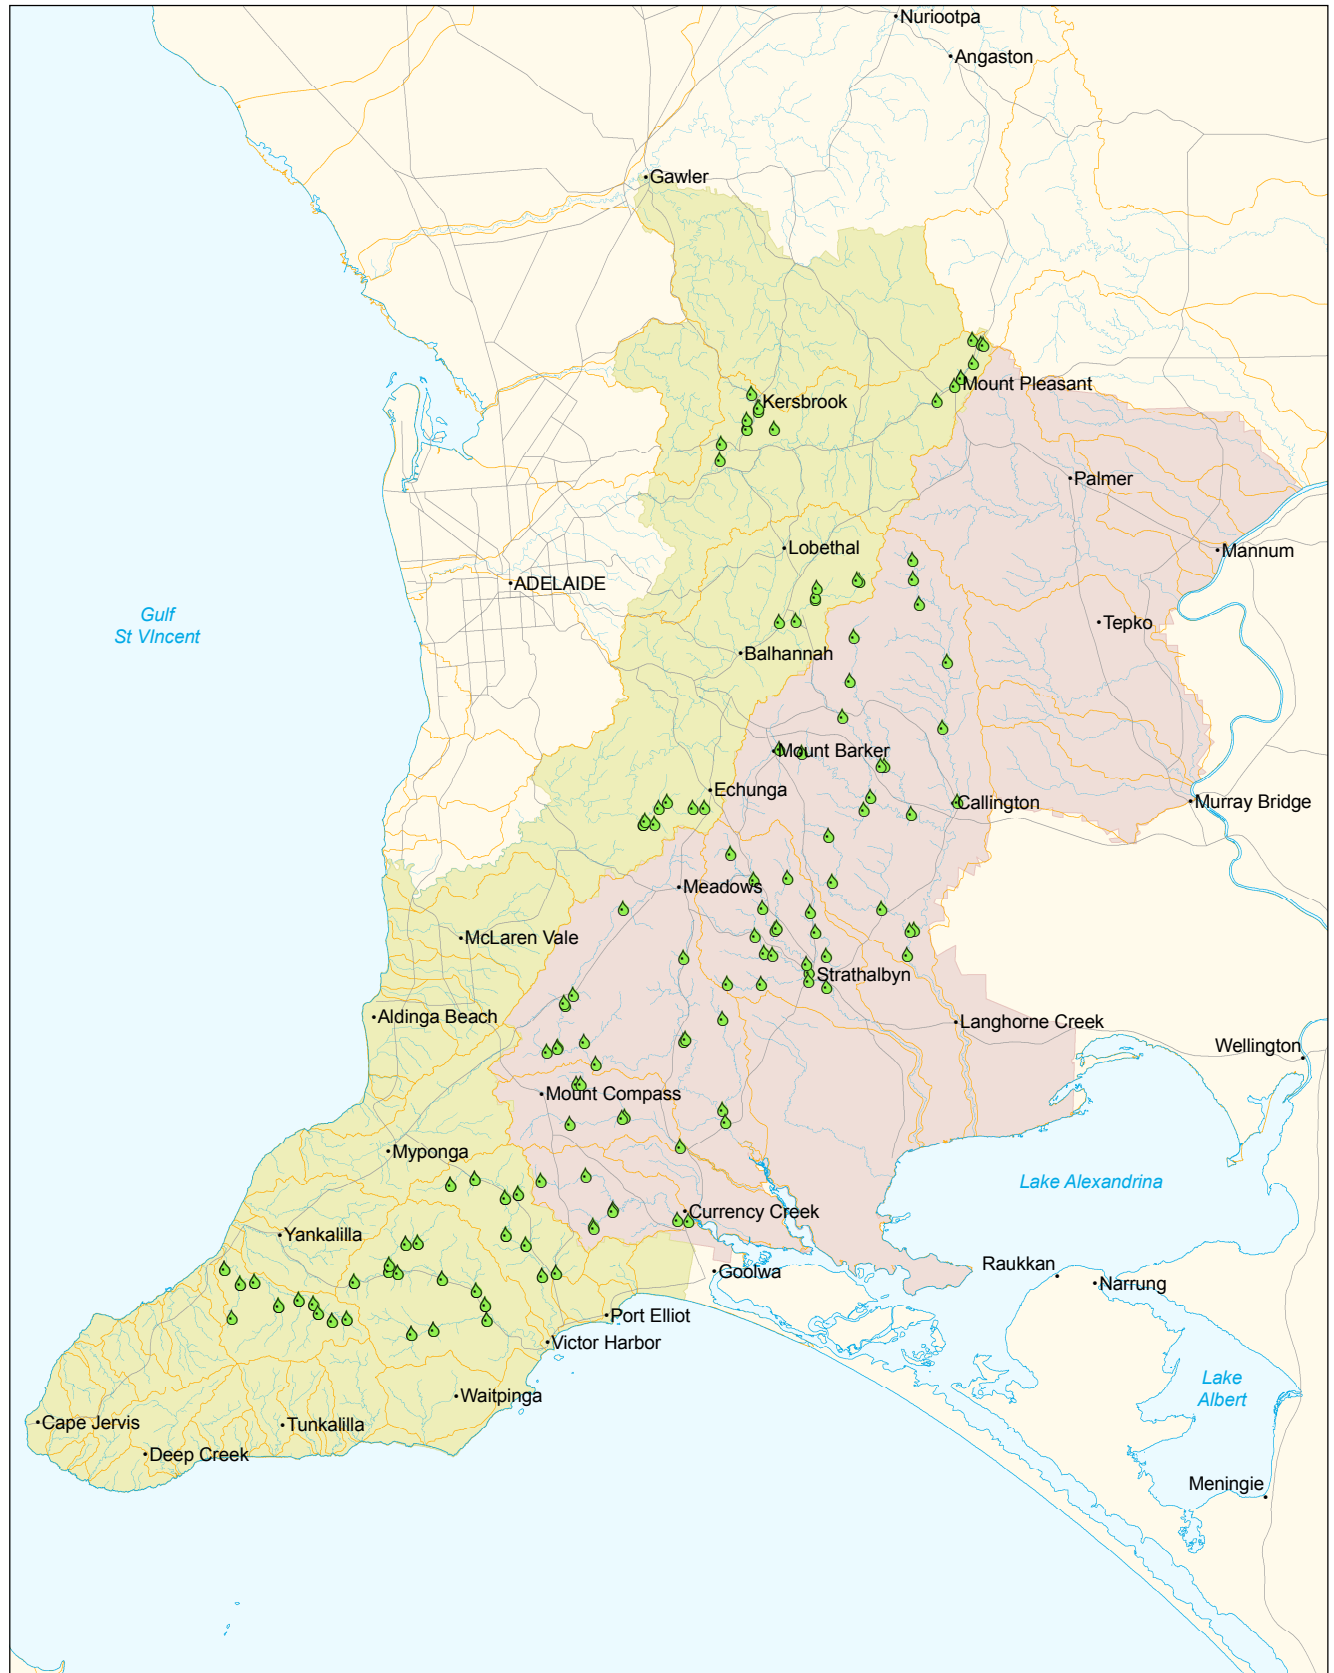 Nuriootpa
Angaston
Gawler
Mount Pleasant
Kersbrook
Palmer
Lobethal
Mannum
ADELAIDE
Gulf
St VIncent
Tepko
Balhannah
Mount Barker
Echunga
Callington
Murray Bridge
Meadows
McLaren Vale
Strathalbyn
Aldinga Beach
Langhorne Creek
Wellington
Mount Compass
Myponga
Lake Alexandrina
Currency Creek
Yankalilla
Raukkan
Goolwa
Narrung
Port Elliot
Victor Harbor
Lake
Albert
Waitpinga
Cape Jervis
Tunkalilla
Deep Creek
Meningie